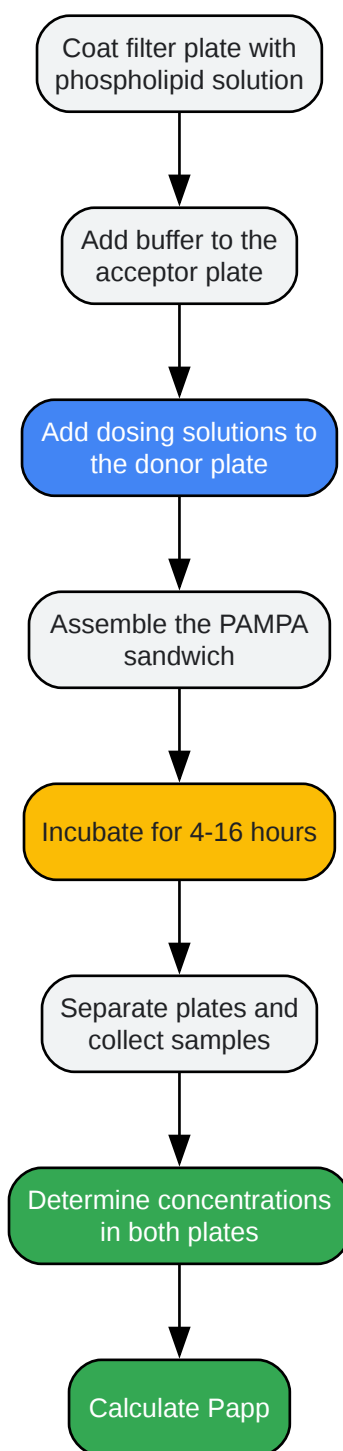 Coat filter plate with
phospholipid solution
Add buffer to the
acceptor plate
Add dosing solutions to
the donor plate
Assemble the PAMPA
sandwich
Incubate for 4-16 hours
Separate plates and
collect samples
Determine concentrations
in both plates
Calculate Papp